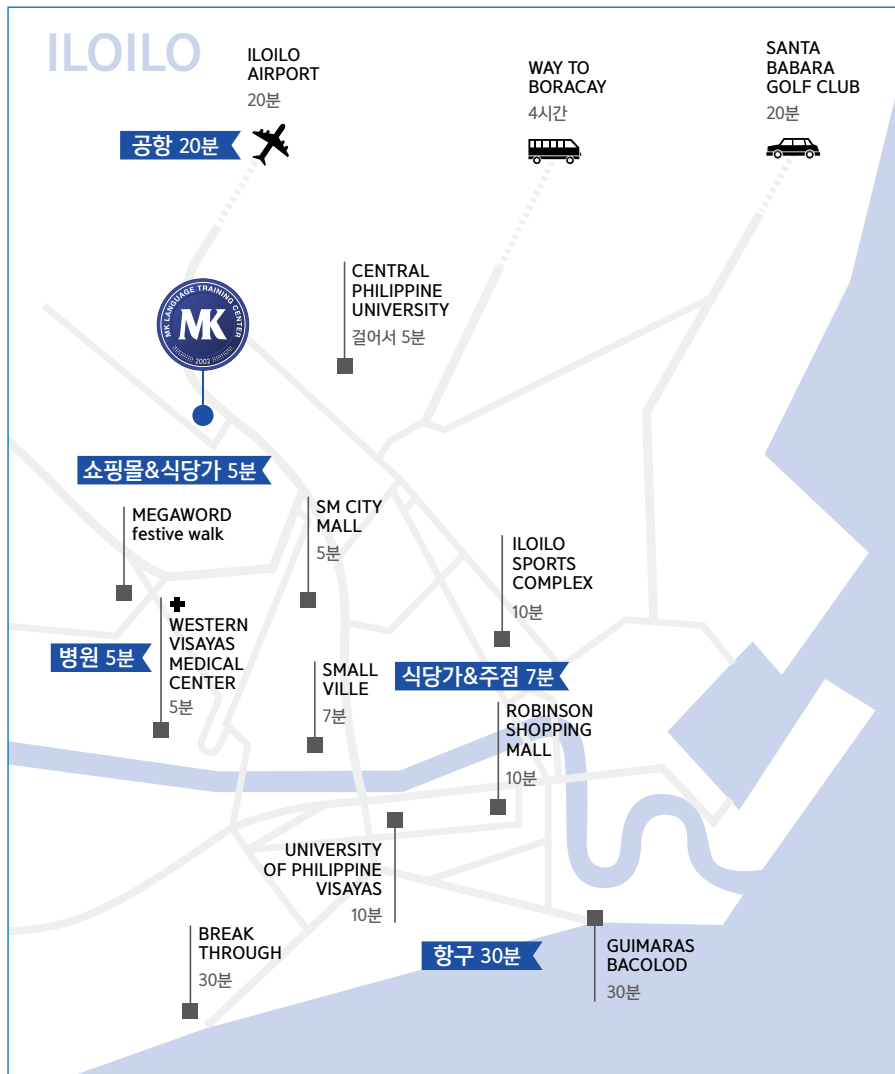 ILOILO
ILOILO
AIRPORT
20분
공항 20분
WAY TO
BORACAY
4시간
SANTA
BABARA
GOLF CLUB
20분
MK LANGUAGE TRAINING CENTER
MK
2002
CENTRAL
PHILIPPINE
UNIVERSITY
걸어서 5분
쇼핑몰&식당가 5분
MEGAWORD
festive walk
SM CITY
MALL
5분
ILOILO
SPORTS
COMPLEX
10분
병원 5분
WESTERN
VISAYAS
MEDICAL
CENTER
5분
SMALL
VILLE
7분
식당가&주점 7분
ROBINSON
SHOPPING
MALL
10분
UNIVERSITY
OF PHILIPPINE
VISAYAS
10분
BREAK
THROUGH
30분
항구 30분
GUIMARAS
BACOLOD
30분